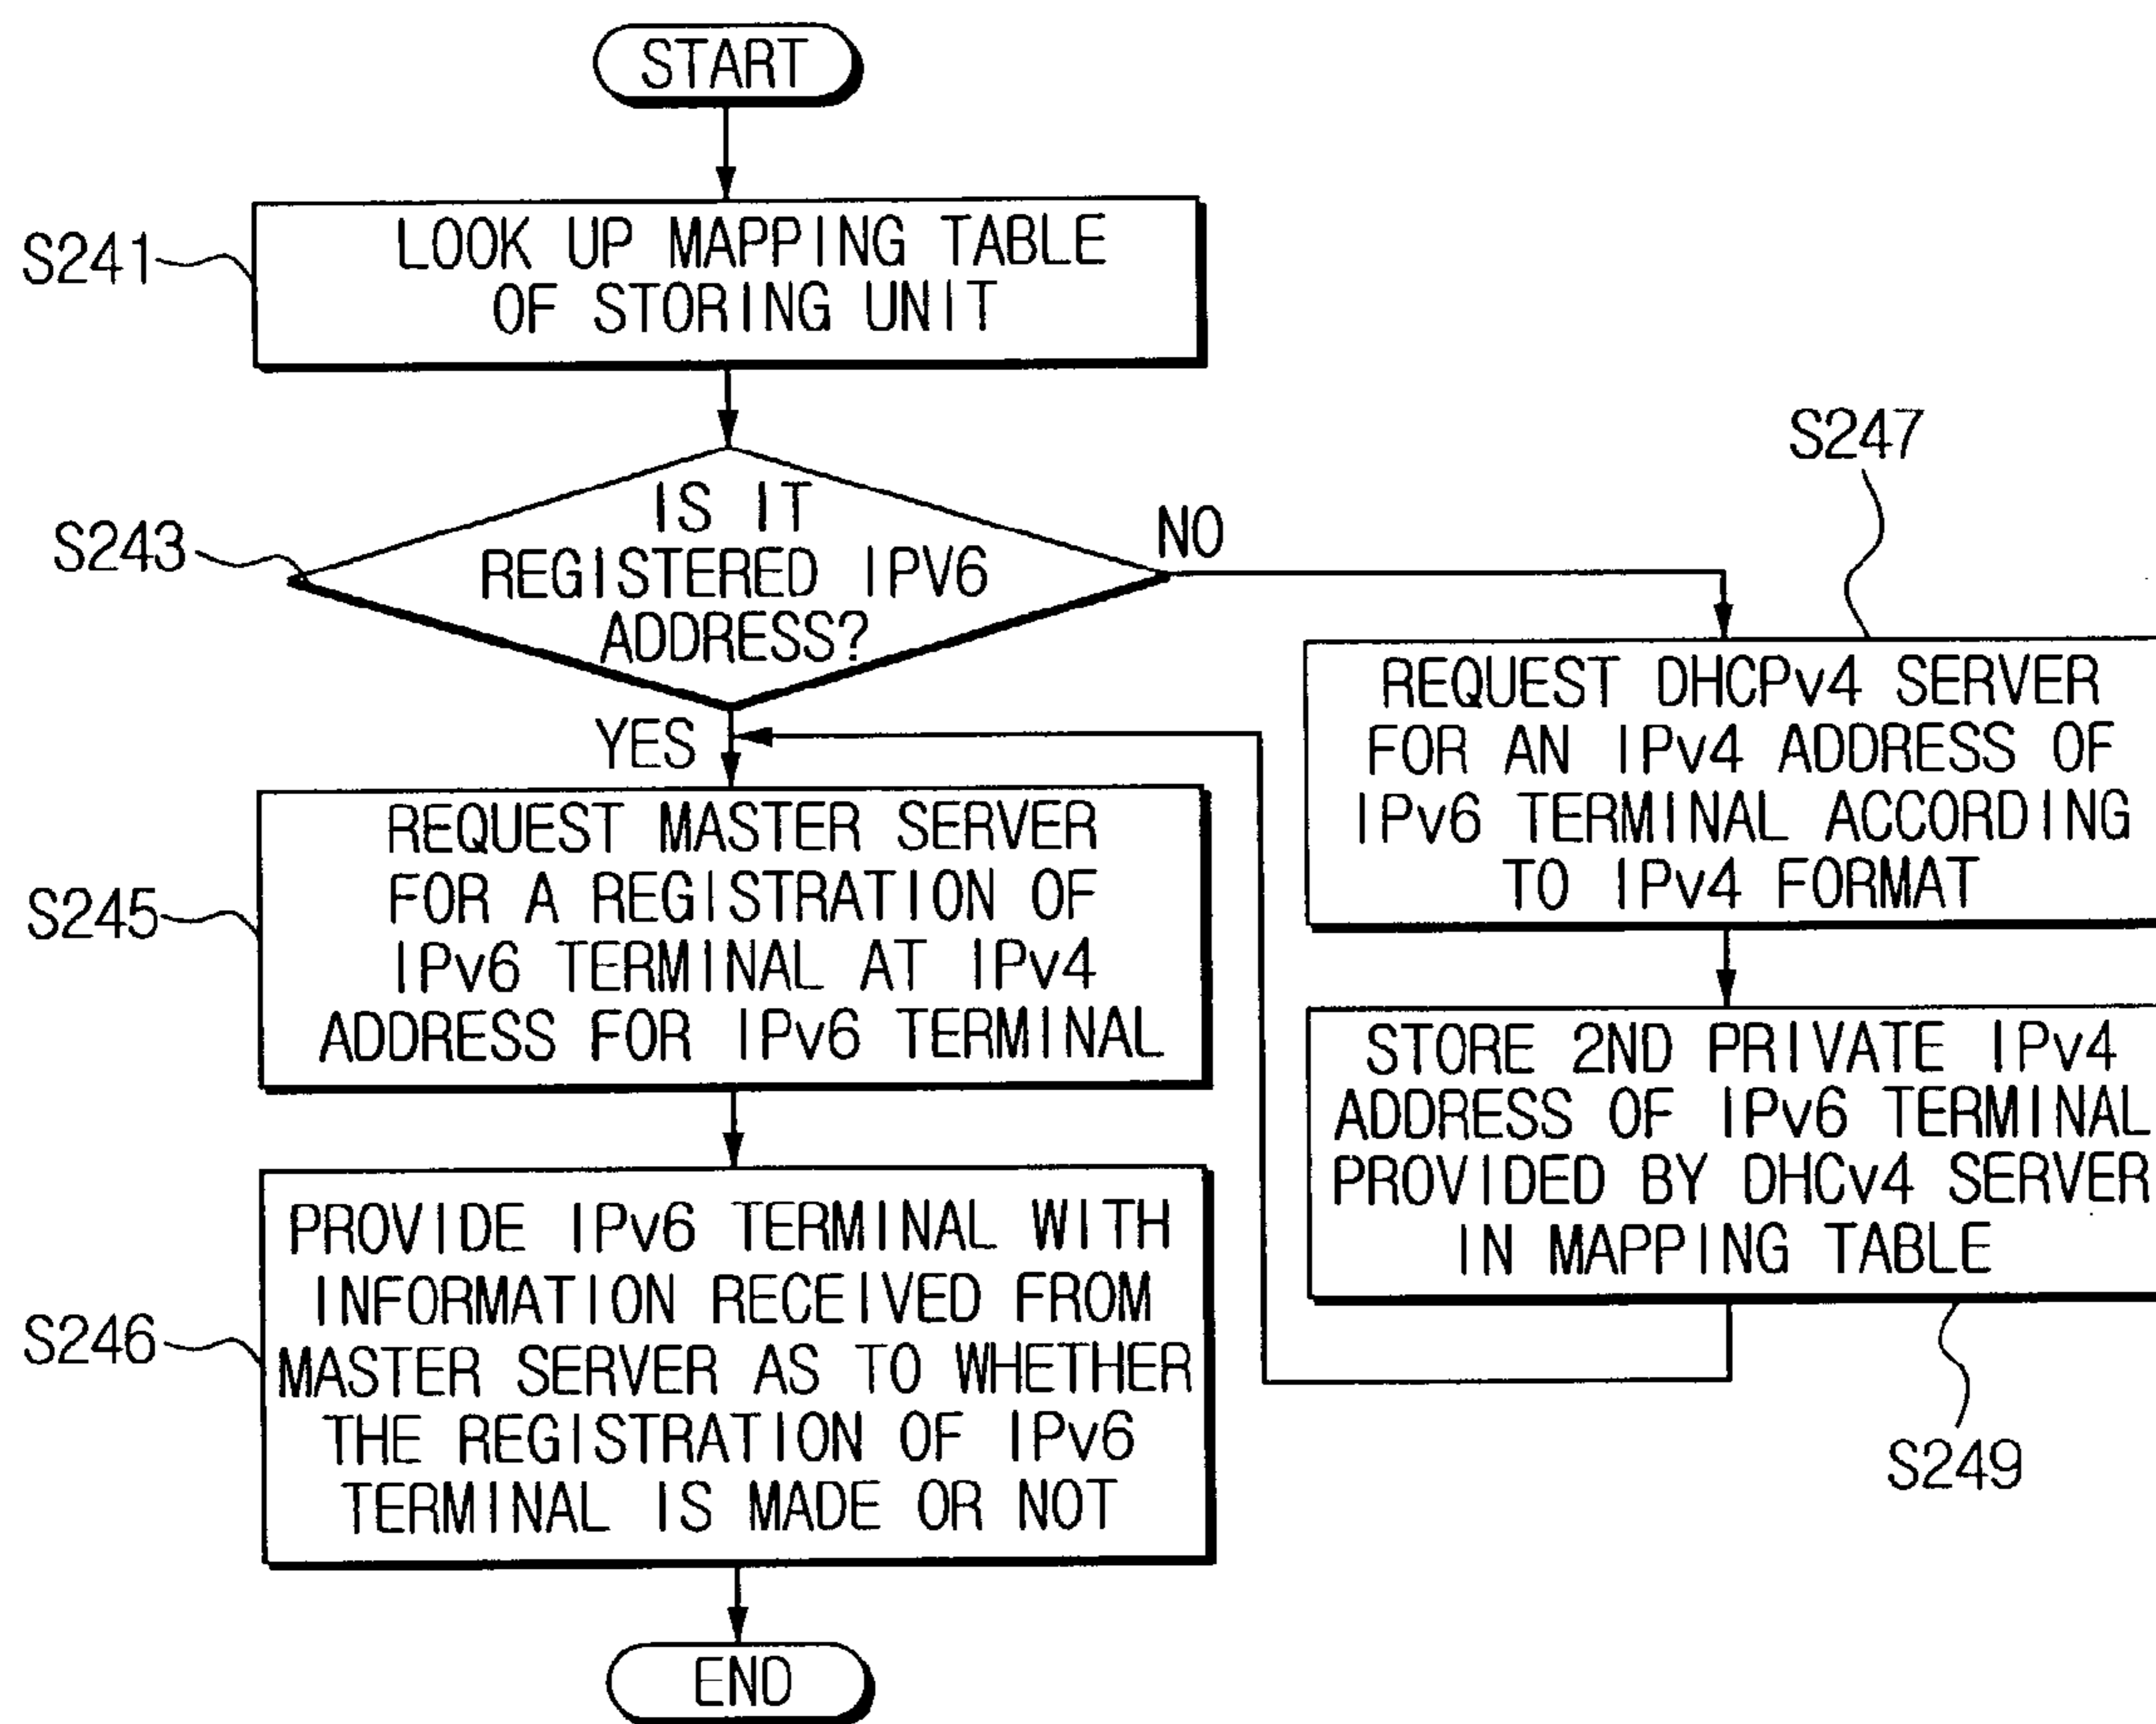 START
S241
LOOK UP MAPPING TABLE
OF STORING UNIT
S243
IS IT
REGISTERED IPV6
ADDRESS?
NO
YES
S245
REQUEST MASTER SERVER
FOR A REGISTRATION OF
IPv6 TERMINAL AT IPv4
ADDRESS FOR IPv6 TERMINAL
S246
PROVIDE IPv6 TERMINAL WITH
INFORMATION RECEIVED FROM
MASTER SERVER AS TO WHETHER
THE REGISTRATION OF IPv6
TERMINAL IS MADE OR NOT
END
S247
REQUEST DHCPv4 SERVER
FOR AN IPv4 ADDRESS OF
IPv6 TERMINAL ACCORDING
TO IPv4 FORMAT
STORE 2ND PRIVATE IPv4
ADDRESS OF IPv6 TERMINAL
PROVIDED BY DHCv4 SERVER
IN MAPPING TABLE
S249